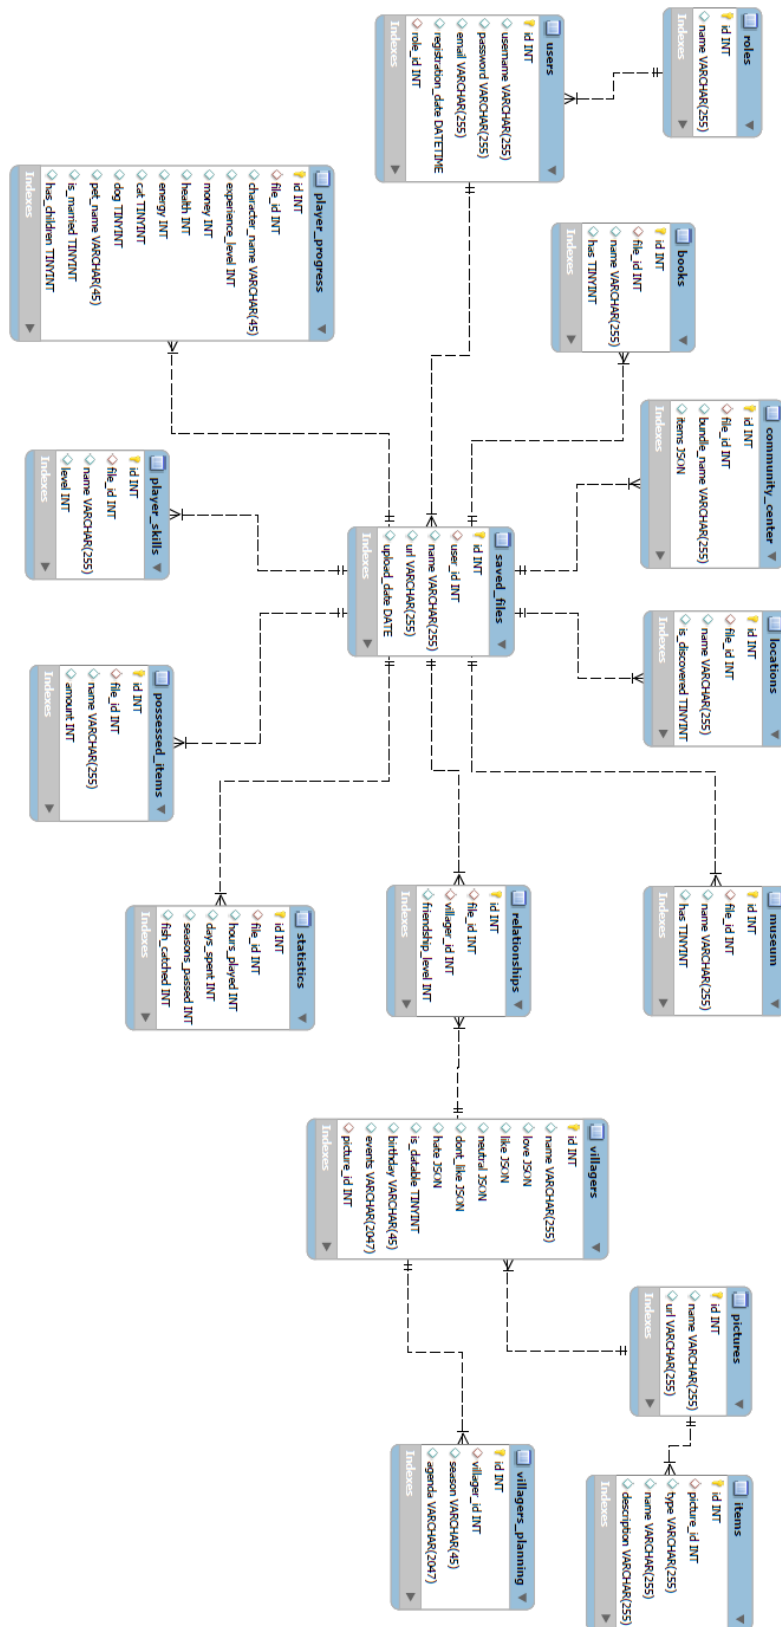 roles
id INT
name VARCHAR(255)
Indexes
users
id INT
username VARCHAR(255)
password VARCHAR(255)
email VARCHAR(255)
registration_date DATETIME
role_id INT
Indexes
books
id INT
file_id INT
name VARCHAR(255)
has TINYINT
Indexes
player_progress
id INT
file_id INT
character_name VARCHAR(45)
experience_level INT
money INT
health INT
energy INT
cat TINYINT
dog TINYINT
pet_name VARCHAR(45)
is_married TINYINT
has_children TINYINT
Indexes
community_center
id INT
file_id INT
bundle_name VARCHAR(255)
items JSON
Indexes
player_skills
id INT
file_id INT
name VARCHAR(255)
level INT
Indexes
saved_files
id INT
user_id INT
name VARCHAR(255)
url VARCHAR(255)
upload_date DATE
Indexes
locations
id INT
file_id INT
name VARCHAR(255)
is_discovered TINYINT
Indexes
possessed_items
id INT
file_id INT
name VARCHAR(255)
amount INT
Indexes
museum
id INT
file_id INT
name VARCHAR(255)
has TINYINT
Indexes
relationships
id INT
file_id INT
villager_id INT
friendship_level INT
Indexes
statistics
id INT
file_id INT
hours_played INT
days_spent INT
seasons_passed INT
fish_catched INT
Indexes
villagers
id INT
name VARCHAR(255)
love JSON
like JSON
neutral JSON
dont_like JSON
hate JSON
is_datable TINYINT
birthday VARCHAR(45)
events VARCHAR(2047)
picture_id INT
Indexes
pictures
id INT
name VARCHAR(255)
url VARCHAR(255)
Indexes
villagers_planning
id INT
villager_id INT
season VARCHAR(45)
agenda VARCHAR(2047)
Indexes
items
id INT
picture_id INT
type VARCHAR(255)
name VARCHAR(255)
description VARCHAR(255)
Indexes